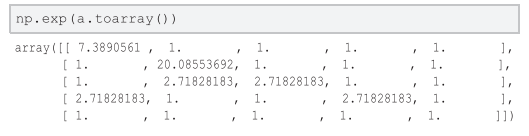 np.exp(a.toarray())
array([[ 7.3890561 , 1. , 1. , 1. , 1. ],
[ 1. , 20.08553692, 1. , 1. , 1. ],
[ 1. , 2.71828183, 2.71828183, 1. , 1. ],
[ 2.71828183, 1. , 1. , 2.71828183, 1. ],
[ 1. , 1. , 1. , 1. , 1. ]])